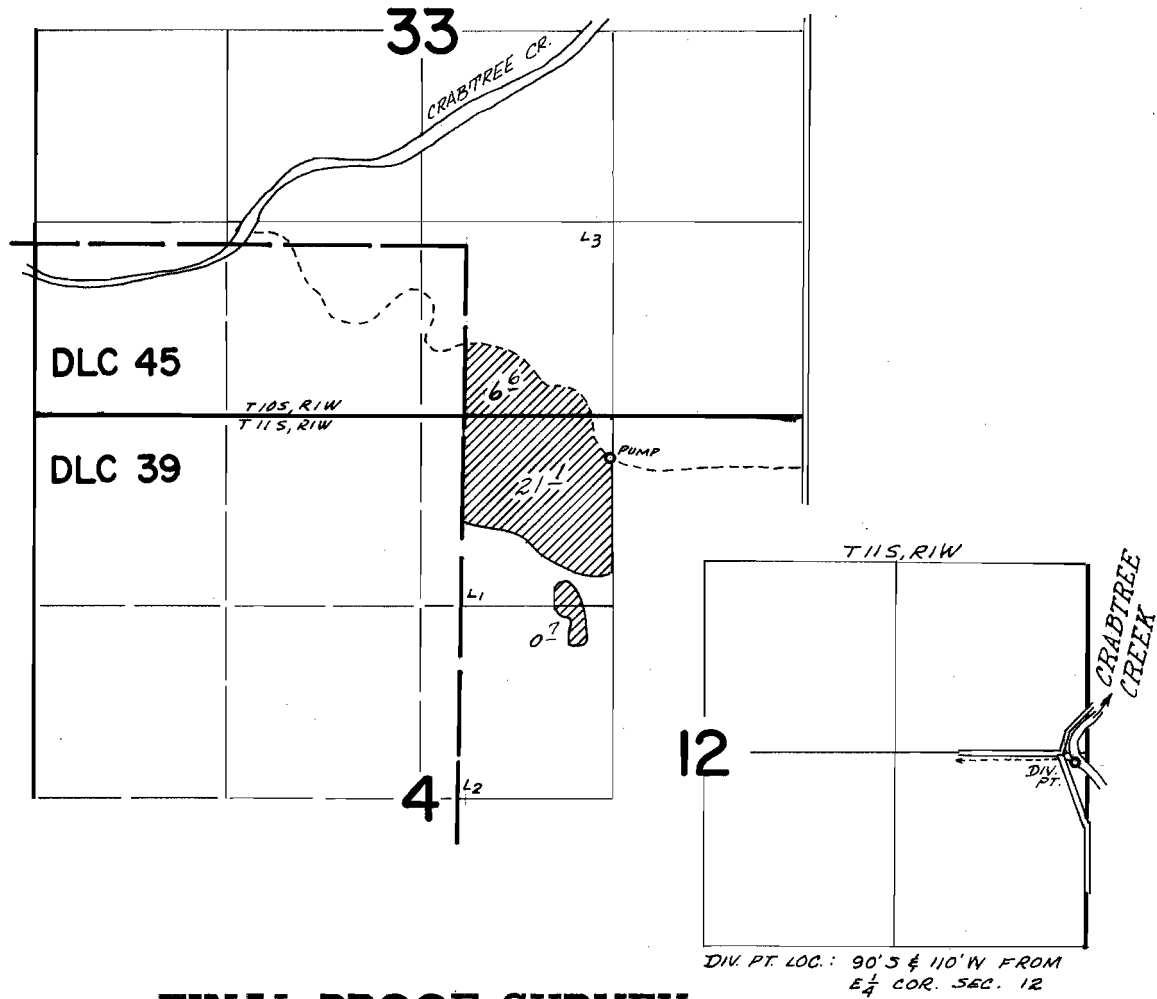 33
CRABTREE CR.
L3
DLC 45
6 6
T10S, R1W
T11S, R1W
PUMP
DLC 39
21 1
L1
0 7
4
L2
T11S, R1W
CRABTREE
CREEK
12
DIV.
PT.
DIV. PT. LOC.: 90'S & 110'W FROM
E 1/4 COR. SEC. 12
FINAL PROOF SURVEY